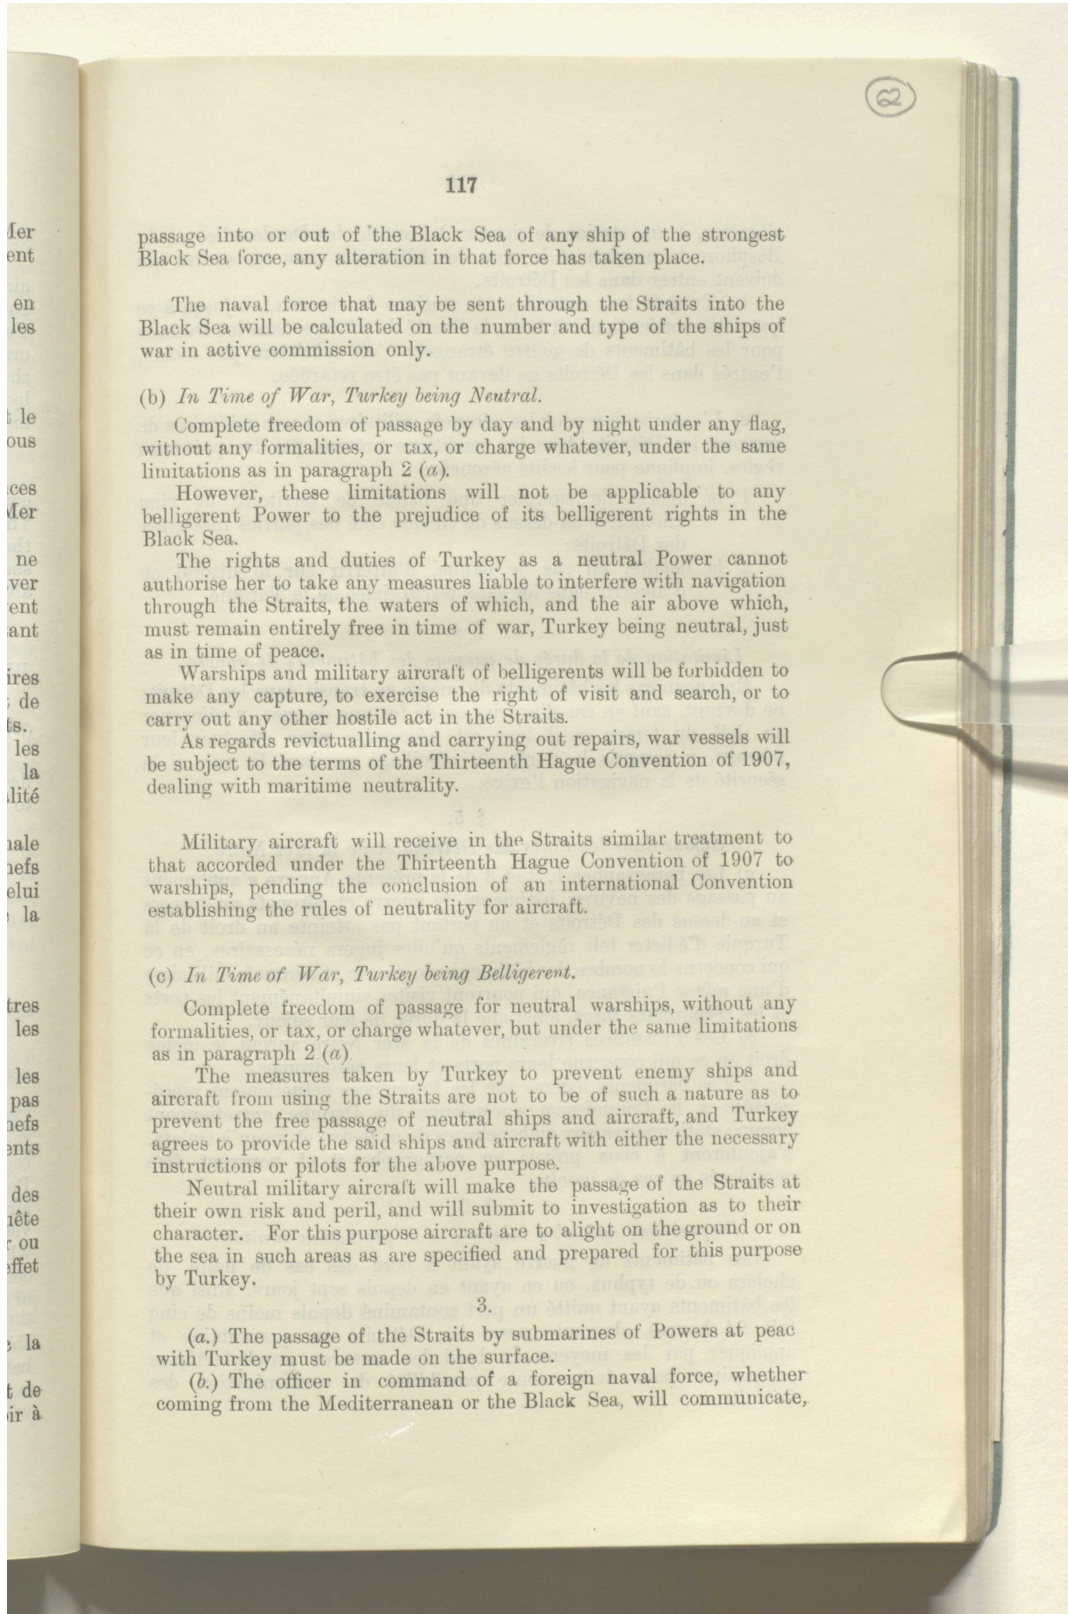 62
117
passage into or out of the Black Sea of any ship of the strongest
Black Sea force, any alteration in that force has taken place.
The naval force that may be sent through the Straits into the
Black Sea will be calculated on the number and type of the ships of
war in active commission only.
(b) In Time of War, Turkey being Neutral.
Complete freedom of passage by day and by night under any flag,
without any formalities, or tax, or charge whatever, under the same
limitations as in paragraph 2 (a).
However, these limitations will not be applicable to any
belligerent Power to the prejudice of its belligerent rights in the
Black Sea.
The rights and duties of Turkey as a neutral Power cannot
authorise her to take any measures liable to interfere with navigation
through the Straits, the waters of which, and the air above which,
must remain entirely free in time of war, Turkey being neutral, just
as in time of peace.
Warships and military aircraft of belligerents will be forbidden to
make any capture, to exercise the right of visit and search, or to
carry out any other hostile act in the Straits.
As regards revictualling and carrying out repairs, war vessels will
be subject to the terms of the Thirteenth Hague Convention of 1907,
dealing with maritime neutrality.
Military aircraft will receive in the Straits similar treatment to
that accorded under the Thirteenth Hague Convention of 1907 to
warships, pending the conclusion of an international Convention
establishing the rules of neutrality for aircraft.
(c) In Time of War, Turkey being Belligerent.
Complete freedom of passage for neutral warships, without any
formalities, or tax, or charge whatever, but under the same limitations
as in paragraph 2 (a)
The measures taken by Turkey to prevent enemy ships and
aircraft from using the Straits are not to be of such a nature as to
prevent the free passage of neutral ships and aircraft, and Turkey
agrees to provide the said ships and aircraft with either the necessary
instructions or pilots for the above purpose.
Neutral military aircraft will make the passage of the Straits at
their own risk and peril, and will submit to investigation as to their
character. For this purpose aircraft are to alight on the ground or on
the sea in such areas as are specified and prepared for this purpose
by Turkey.
3.
(a.) The passage of the Straits by submarines of Powers at peac
with Turkey must be made on the surface.
(b.) The officer in command of a foreign naval force, whether
coming from the Mediterranean or the Black Sea, will communicate,